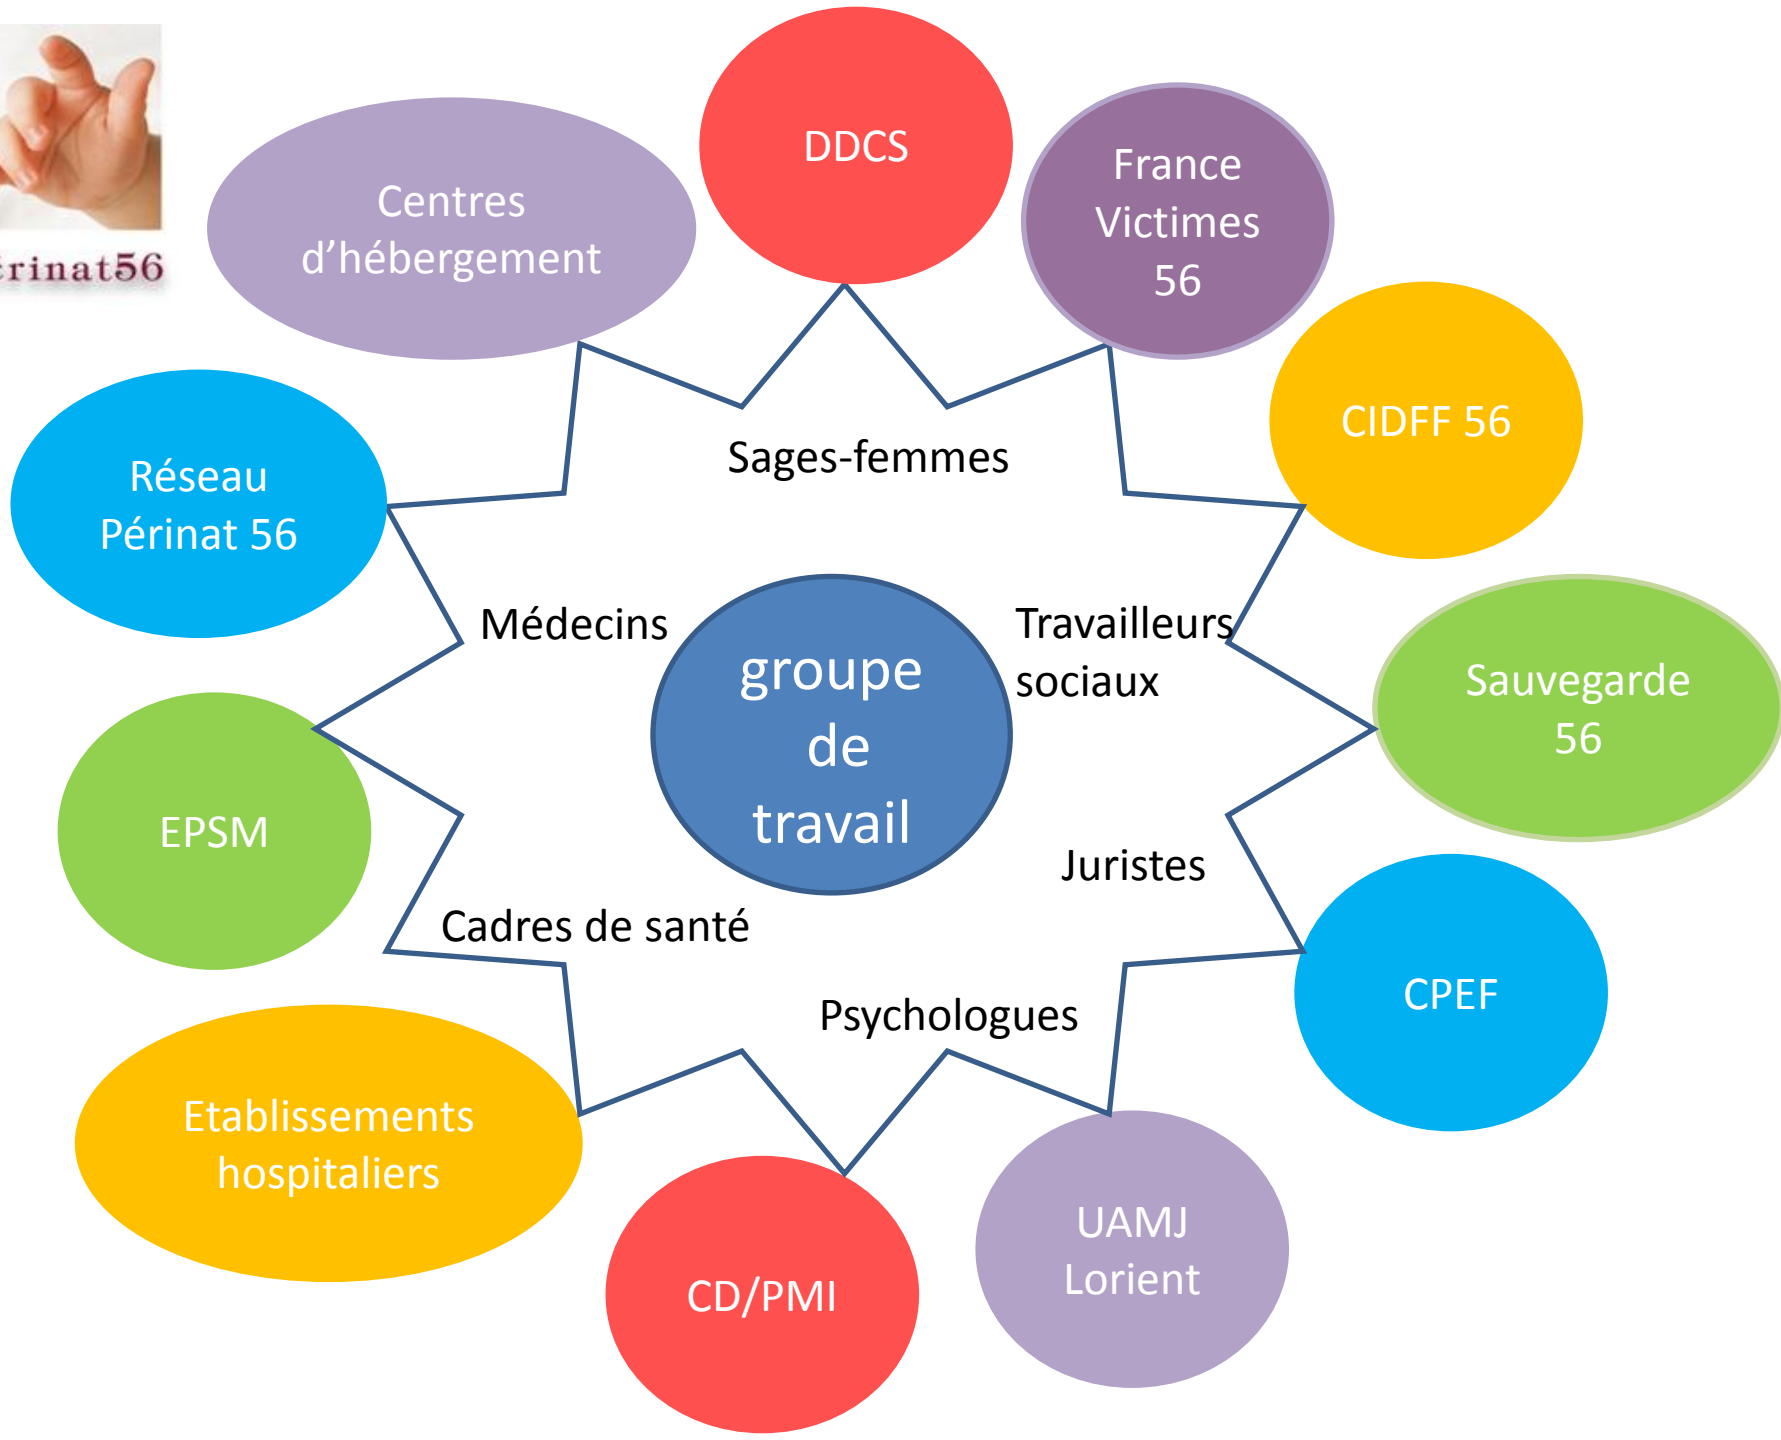 érinat56
DDCS
France
Victimes
56
Centres
d’hébergement
CIDFF 56
Sages-femmes
Réseau
Périnat 56
Médecins
Travailleurs
sociaux
groupe
de
travail
Sauvegarde
56
EPSM
Juristes
Cadres de santé
CPEF
Psychologues
Etablissements
hospitaliers
UAMJ
Lorient
CD/PMI